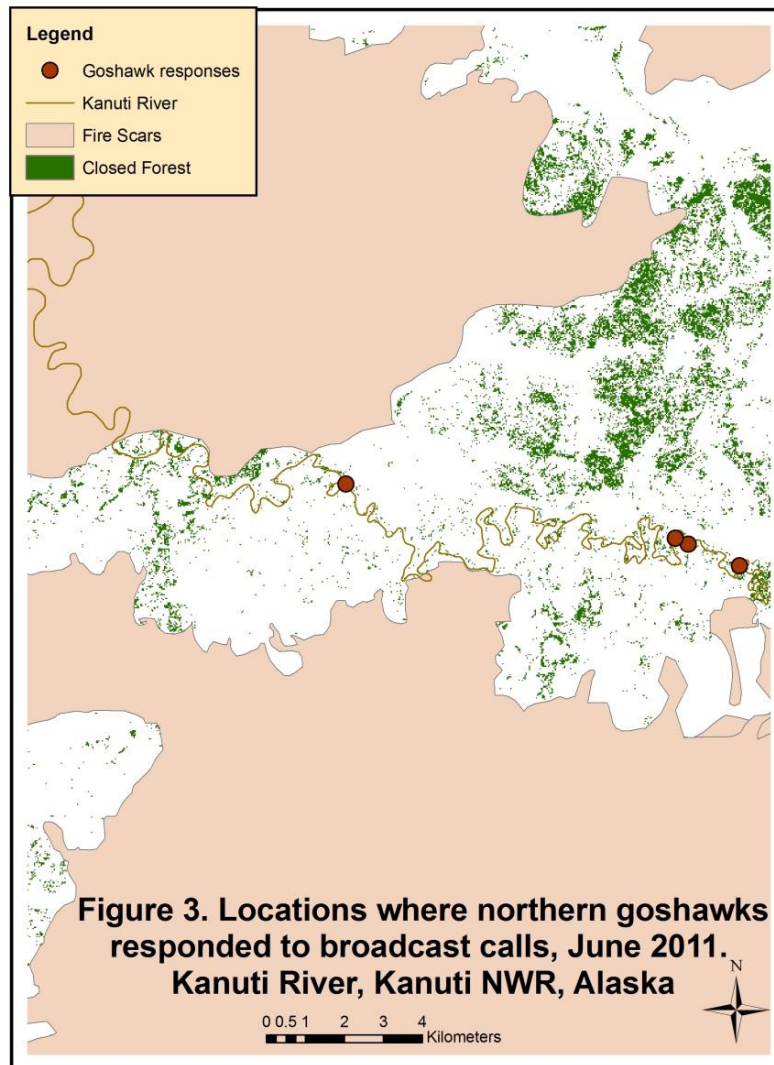 Legend
Goshawk responses
Kanuti River
Fire Scars
Closed Forest
Figure 3. Locations where northern goshawks
responded to broadcast calls, June 2011.
Kanuti River, Kanuti NWR, Alaska
N
0 0.5 1 2 3 4
Kilometers